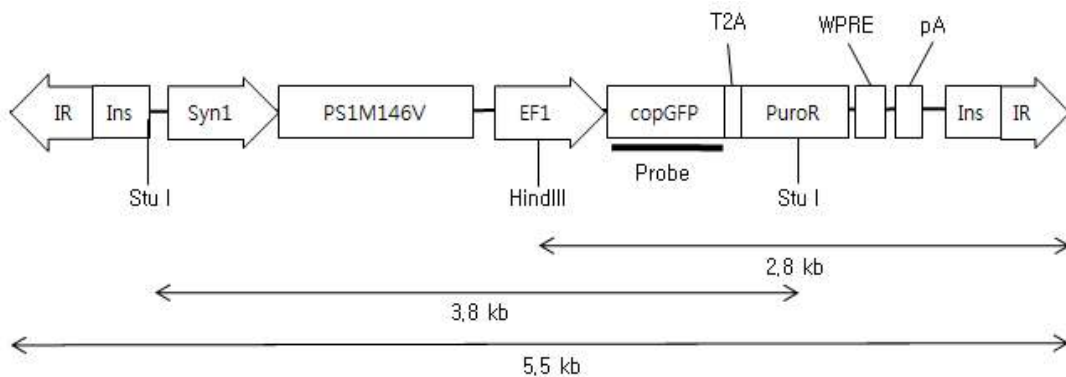 T2A WPRE pA
IR Ins Syn1 PS1M146V EF1 copGFP PuroR Ins IR
Probe
Stu I HindIII Stu I
2,8 kb
3,8 kb
5,5 kb